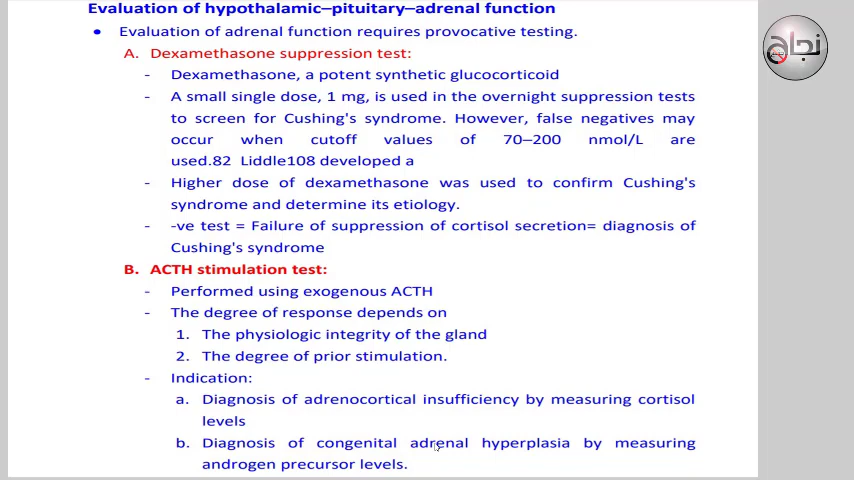 Evaluation of hypothalamic–pituitary–adrenal function
• Evaluation of adrenal function requires provocative testing.
A. Dexamethasone suppression test:
- Dexamethasone, a potent synthetic glucocorticoid
- A small single dose, 1 mg, is used in the overnight suppression tests
to screen for Cushing's syndrome. However, false negatives may
occur when cutoff values of 70–200 nmol/L are
used.82 Liddle108 developed a
- Higher dose of dexamethasone was used to confirm Cushing's
syndrome and determine its etiology.
- -ve test = Failure of suppression of cortisol secretion= diagnosis of
Cushing's syndrome
B. ACTH stimulation test:
- Performed using exogenous ACTH
- The degree of response depends on
1. The physiologic integrity of the gland
2. The degree of prior stimulation.
- Indication:
a. Diagnosis of adrenocortical insufficiency by measuring cortisol
levels
b. Diagnosis of congenital adrenal hyperplasia by measuring
androgen precursor levels.